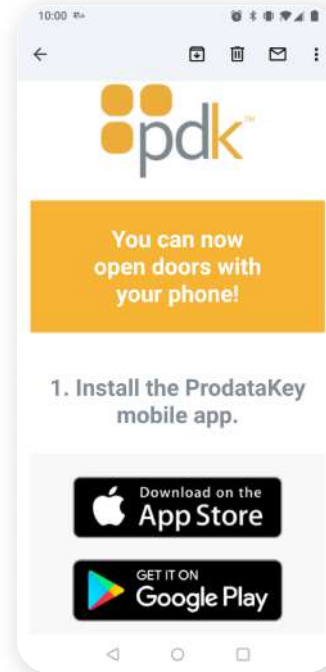 10:00
pdk™
You can now
open doors with
your phone!
1. Install the ProdataKey
mobile app.
Download on the
App Store
GET IT ON
Google Play